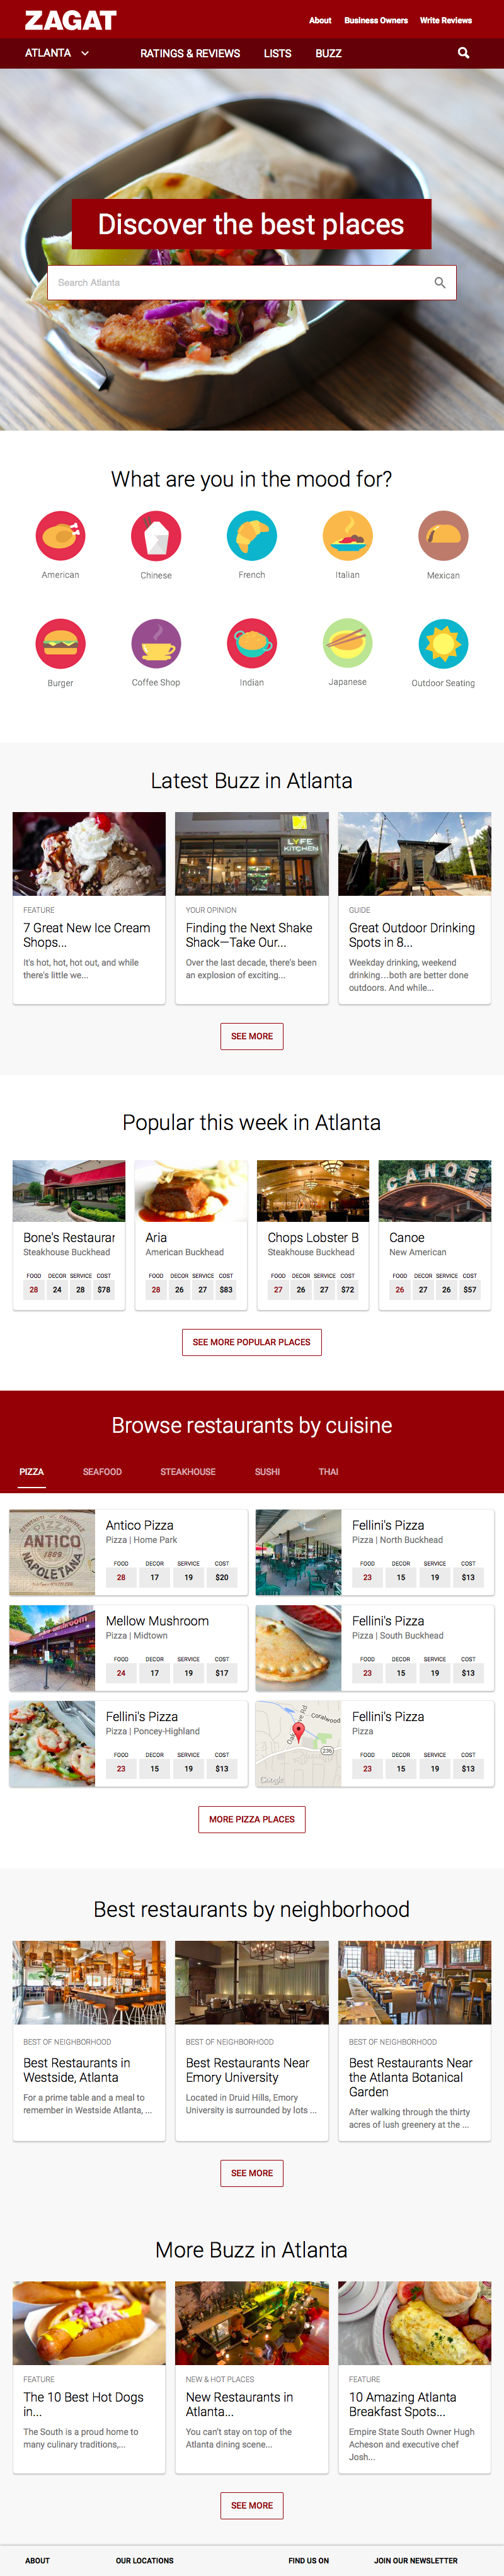 ZAGAT
About Business Owners Write Reviews
ATLANTA RATINGS & REVIEWS LISTS BUZZ
Discover the best places
Search Atlanta
What are you in the mood for?
American Chinese French Italian Mexican
Burger Coffee Shop Indian Japanese Outdoor Seating
Latest Buzz in Atlanta
LYFE
KITCHEN
FEATURE
7 Great New Ice Cream
Shops...
It's hot, hot, hot out, and while
there's little we...
YOUR OPINION
Finding the Next Shake
Shack—Take Our...
Over the last decade, there's been
an explosion of exciting...
GUIDE
Great Outdoor Drinking
Spots in 8...
Weekday drinking, weekend
drinking…both are better done
outdoors. And while...
SEE MORE
Popular this week in Atlanta
CANOE
Bone's Restaurar
Steakhouse Buckhead
FOOD DECOR SERVICE COST
28 24 28 $78
Aria
American Buckhead
FOOD DECOR SERVICE COST
28 26 27 $83
Chops Lobster B
Steakhouse Buckhead
FOOD DECOR SERVICE COST
27 26 27 $72
Canoe
New American
FOOD DECOR SERVICE COST
26 27 26 $57
SEE MORE POPULAR PLACES
Browse restaurants by cuisine
PIZZA SEAFOOD STEAKHOUSE SUSHI THAI
PIZZA
ANTICO
1889
NAPOLETANA
Antico Pizza
Pizza | Home Park
FOOD DECOR SERVICE COST
28 17 19 $20
Fellini's Pizza
Pizza | North Buckhead
FOOD DECOR SERVICE COST
23 15 19 $13
Mellow Mushroom
Pizza | Midtown
FOOD DECOR SERVICE COST
24 17 19 $17
Fellini's Pizza
Pizza | South Buckhead
FOOD DECOR SERVICE COST
23 15 19 $13
Fellini's Pizza
Pizza | Poncey-Highland
FOOD DECOR SERVICE COST
23 15 19 $13
236
Google
Fellini's Pizza
Pizza
FOOD DECOR SERVICE COST
23 15 19 $13
MORE PIZZA PLACES
Best restaurants by neighborhood
BEST OF NEIGHBORHOOD
Best Restaurants in
Westside, Atlanta
For a prime table and a meal to
remember in Westside Atlanta, ...
BEST OF NEIGHBORHOOD
Best Restaurants Near
Emory University
Located in Druid Hills, Emory
University is surrounded by lots ...
BEST OF NEIGHBORHOOD
Best Restaurants Near
the Atlanta Botanical
Garden
After walking through the thirty
acres of lush greenery at the ...
SEE MORE
More Buzz in Atlanta
FEATURE
The 10 Best Hot Dogs
in...
The South is a proud home to
many culinary traditions,...
NEW & HOT PLACES
New Restaurants in
Atlanta...
You can't stay on top of the
Atlanta dining scene...
FEATURE
10 Amazing Atlanta
Breakfast Spots...
Empire State South Owner Hugh
Acheson and executive chef
Josh...
SEE MORE
ABOUT OUR LOCATIONS FIND US ON JOIN OUR NEWSLETTER